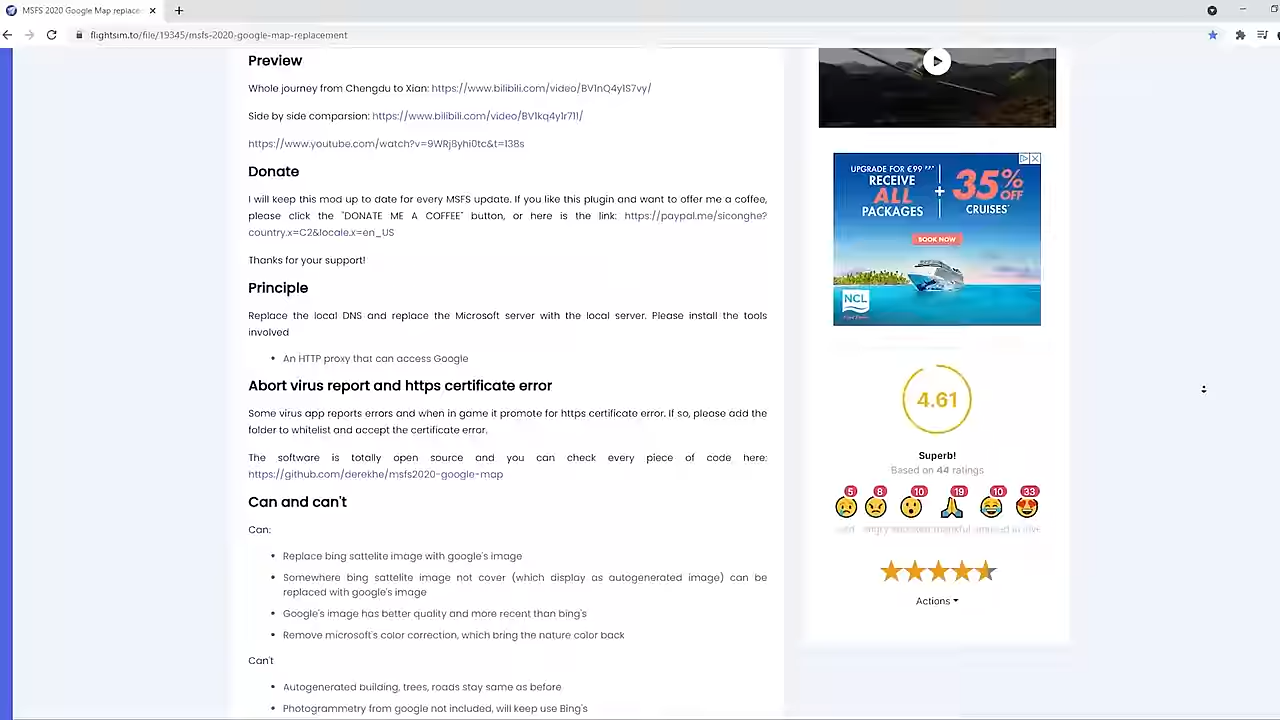 MSFS 2020 Google Map replace
flightsim.to/file/19345/msfs-2020-google-map-replacement
Preview
Whole journey from Chengdu to Xian: https://www.bilibili.com/video/BV1nQ4y1S7vy/
Side by side comparsion: https://www.bilibili.com/video/BV1kq4y1r711/
https://www.youtube.com/watch?v=9WRj8yhi0tc&t=138s
Donate
I will keep this mod up to date for every MSFS update. If you like this plugin and want to offer me a coffee,
please click the "DONATE ME A COFFEE" button, or here is the link: https://paypal.me/siconghe?
country.x=C2&locale.x=en_US
Thanks for your support!
Principle
Replace the local DNS and replace the Microsoft server with the local server. Please install the tools
involved
• An HTTP proxy that can access Google
Abort virus report and https certificate error
Some virus app reports errors and when in game it promote for https certificate error. If so, please add the
folder to whitelist and accept the certificate error.
The software is totally open source and you can check every piece of code here:
https://github.com/derekhe/msfs2020-google-map
Can and can't
Can:
• Replace bing sattelite image with google's image
• Somewhere bing sattelite image not cover (which display as autogenerated image) can be
replaced with google's image
• Google's image has better quality and more recent than bing's
• Remove microsoft's color correction, which bring the nature color back
Can't
• Autogenerated building, trees, roads stay same as before
• Photogrammetry from google not included, will keep use Bing's
UPGRADE FOR €99
RECEIVE
ALL
PACKAGES
+
35%
OFF
CRUISES
BOOK NOW
NCL
4.61
Superb!
Based on 44 ratings
5 8 10 19 10 33
Actions